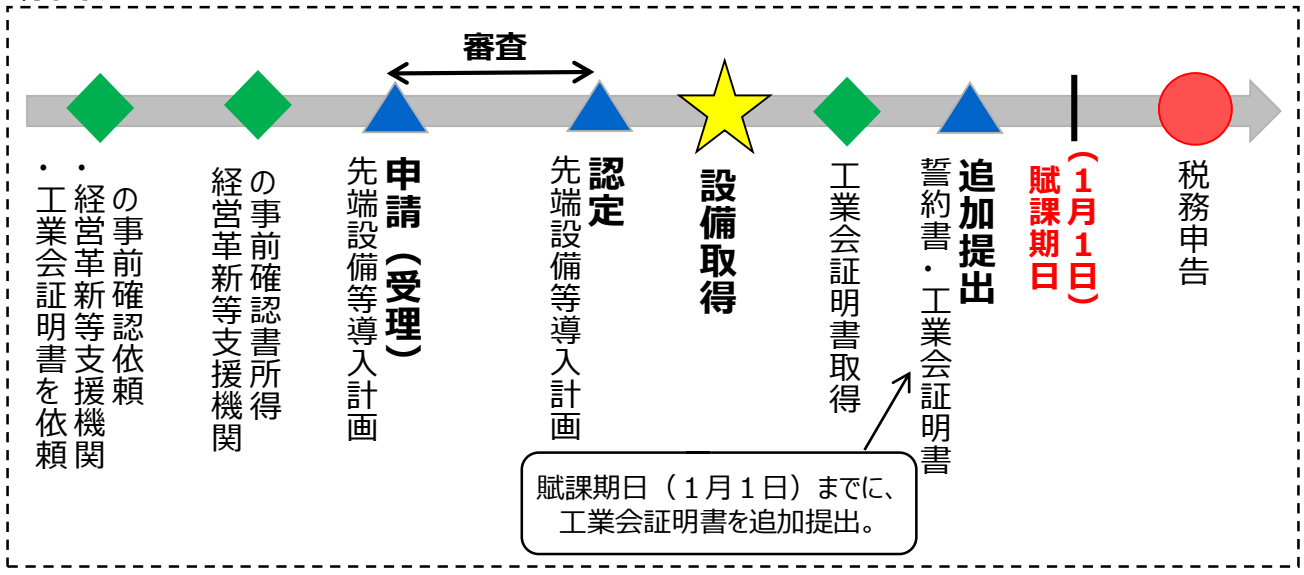 審査
・工業会証明書を依頼
・経営革新等支援機関
の事前確認依頼
経営革新等支援機関
の事前確認書所得
先端設備等導入計画
申請（受理）
先端設備等導入計画
認定
設備取得
工業会証明書取得
誓約書・工業会証明書
追加提出
賦課期日
（１月１日）
税務申告
賦課期日（１月１日）までに、
工業会証明書を追加提出。